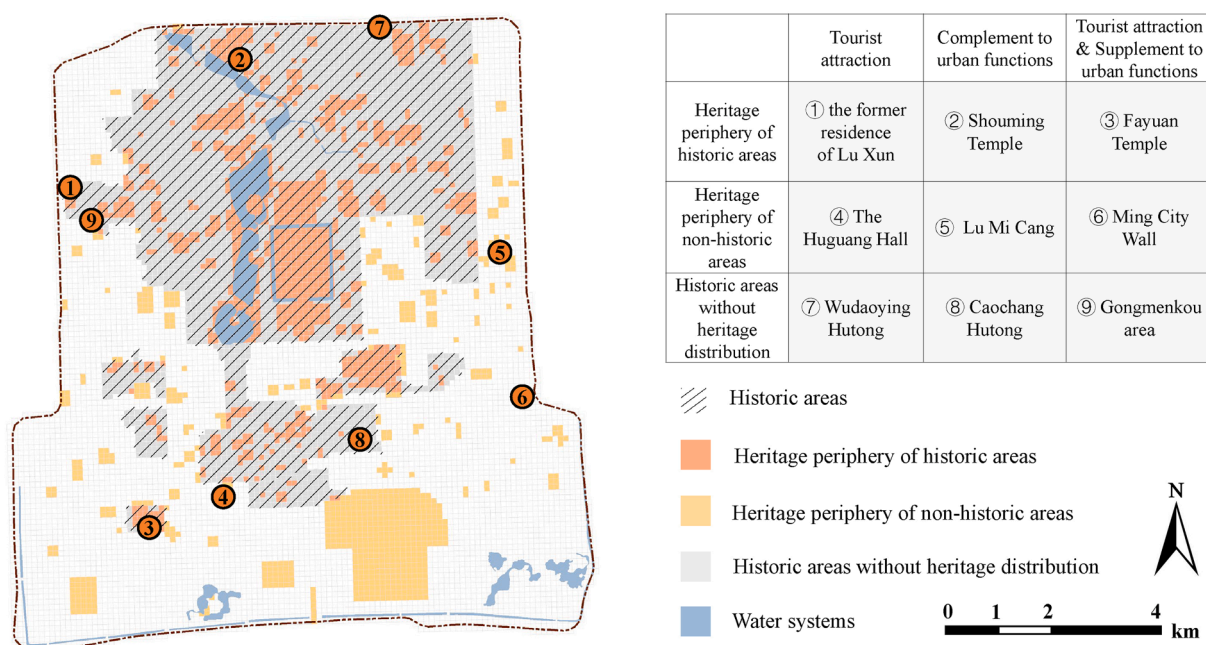 7
2
1
9
5
6
8
4
3
Tourist
attraction
Complement to
urban functions
Tourist attraction
& Supplement to
urban functions
Heritage
periphery of
historic areas
① the former
residence
of Lu Xun
② Shouming
Temple
③ Fayuan
Temple
Heritage
periphery of
non-historic
areas
④ The
Huguang Hall
⑤ Lu Mi Cang
⑥ Ming City
Wall
Historic areas
without
heritage
distribution
⑦ Wudaoying
Hutong
⑧ Caochang
Hutong
⑨ Gongmenkou
area
Historic areas
Heritage periphery of historic areas
Heritage periphery of non-historic areas
Historic areas without heritage distribution
Water systems
N
0 1 2 4
km